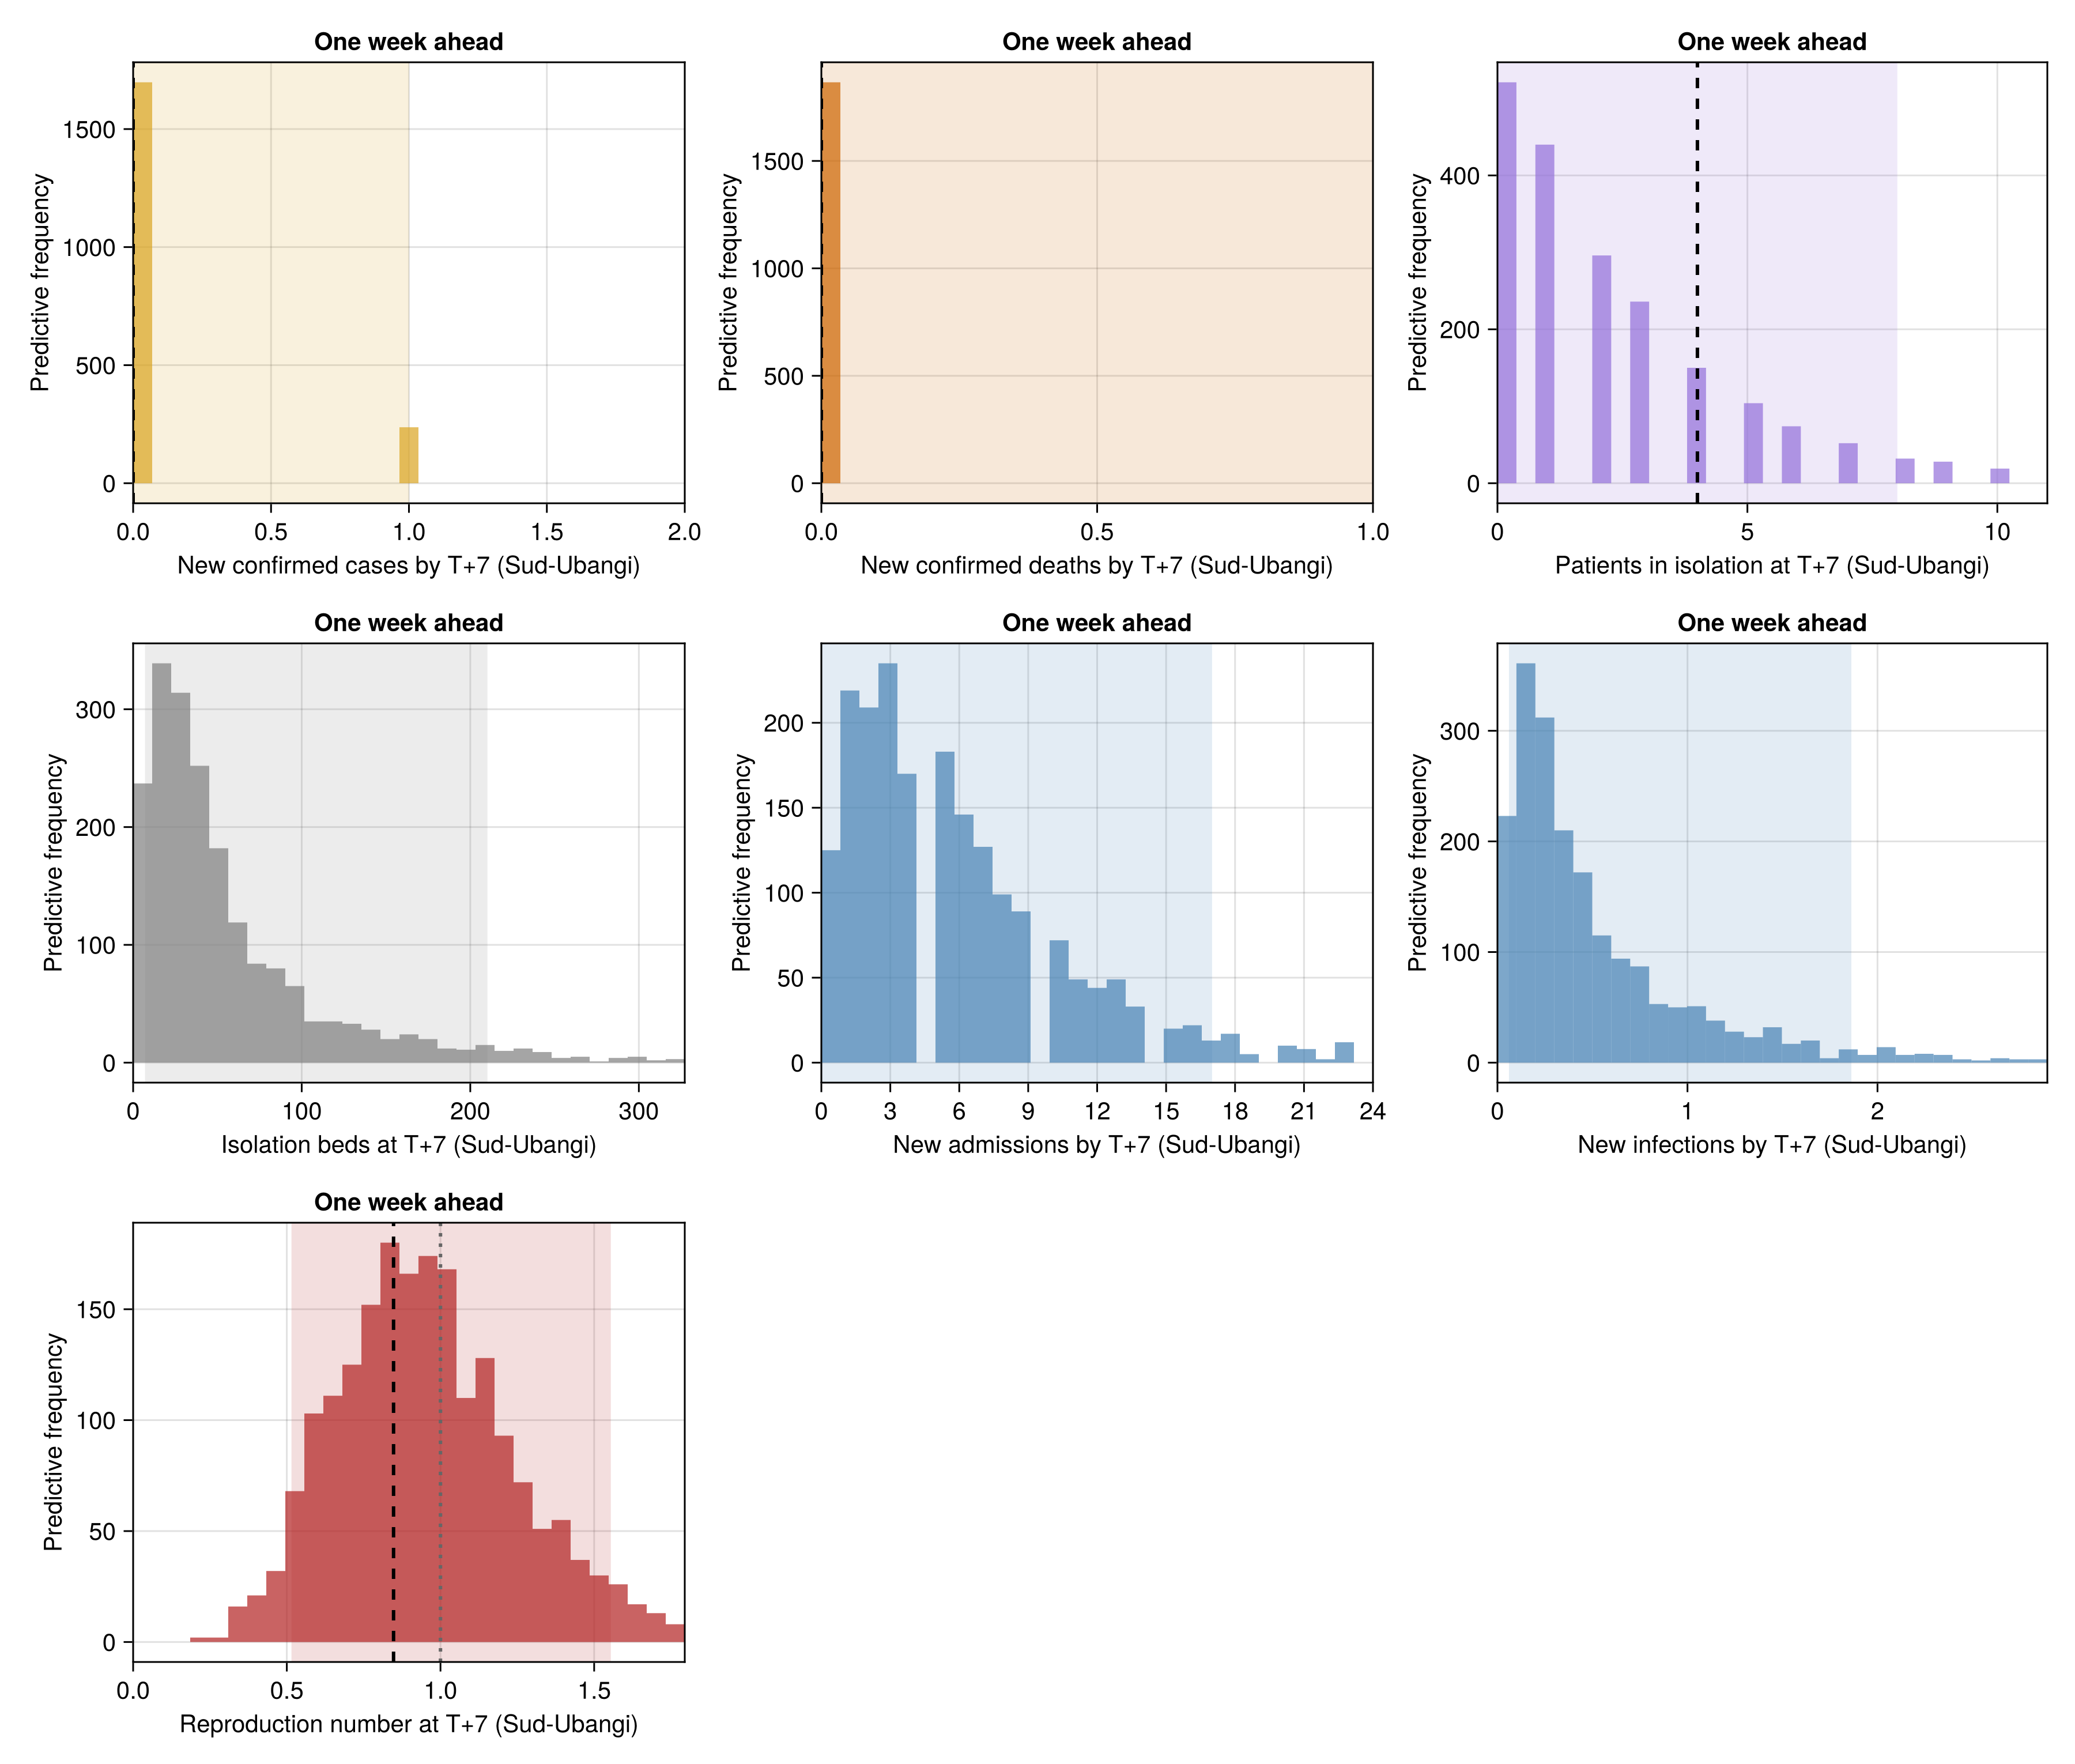 One week ahead
Predictive frequency
1500
1000
500
0
0.0 0.5 1.0 1.5 2.0
New confirmed cases by T+7 (Sud-Ubangi)
One week ahead
Predictive frequency
1500
1000
500
0
0.0 0.5 1.0
New confirmed deaths by T+7 (Sud-Ubangi)
One week ahead
Predictive frequency
400
200
0
0 5 10
Patients in isolation at T+7 (Sud-Ubangi)
One week ahead
Predictive frequency
300
200
100
0
0 100 200 300
Isolation beds at T+7 (Sud-Ubangi)
One week ahead
Predictive frequency
200
150
100
50
0
0 3 6 9 12 15 18 21 24
New admissions by T+7 (Sud-Ubangi)
One week ahead
Predictive frequency
300
200
100
0
0 1 2
New infections by T+7 (Sud-Ubangi)
One week ahead
Predictive frequency
150
100
50
0
0.0 0.5 1.0 1.5
Reproduction number at T+7 (Sud-Ubangi)